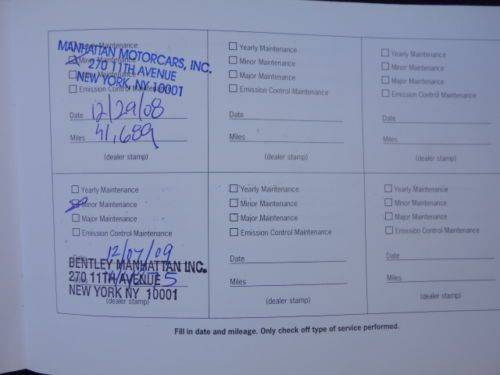 Yearly Maintenance
Minor Maintenance
Major Maintenance
Emission Control Maintenance
MANHATTAN MOTORCARS, INC.
270 11TH AVENUE
NEW YORK, NY 10001
Date 12/29/08
Miles 41,689
(dealer stamp)
Yearly Maintenance
Minor Maintenance
Major Maintenance
Emission Control Maintenance
Date
Miles
(dealer stamp)
Yearly Maintenance
Minor Maintenance
Major Maintenance
Emission Control Maintenance
Date
Miles
(dealer stamp)
Yearly Maintenance
Minor Maintenance
Major Maintenance
Emission Control Maintenance
12/07/09
BENTLEY MANHATTAN INC.
270 11TH AVENUE
NEW YORK NY 10001
(dealer stamp)
Yearly Maintenance
Minor Maintenance
Major Maintenance
Emission Control Maintenance
Date
Miles
(dealer stamp)
Yearly Maintenance
Minor Maintenance
Major Maintenance
Emission Control Maintenance
Date
Miles
(dealer stamp)
Fill in date and mileage. Only check off type of service performed.